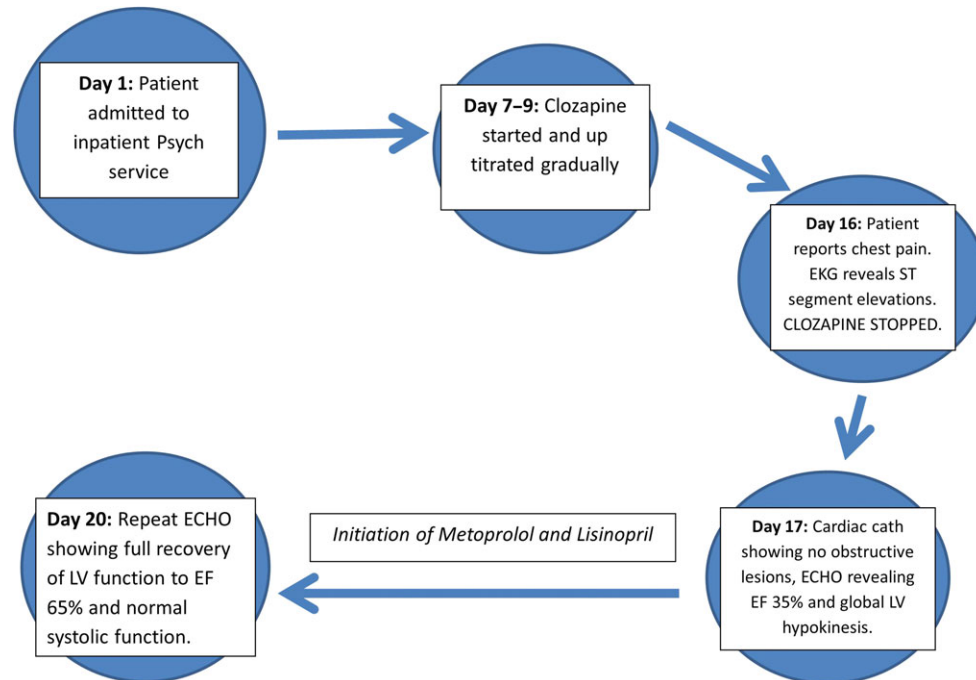 Day 1: Patient
admitted to
inpatient Psych
service
Day 7–9: Clozapine
started and up
titrated gradually
Day 16: Patient
reports chest pain.
EKG reveals ST
segment elevations.
CLOZAPINE STOPPED.
Day 17: Cardiac cath
showing no obstructive
lesions, ECHO revealing
EF 35% and global LV
hypokinesis.
Initiation of Metoprolol and Lisinopril
Day 20: Repeat ECHO
showing full recovery
of LV function to EF
65% and normal
systolic function.